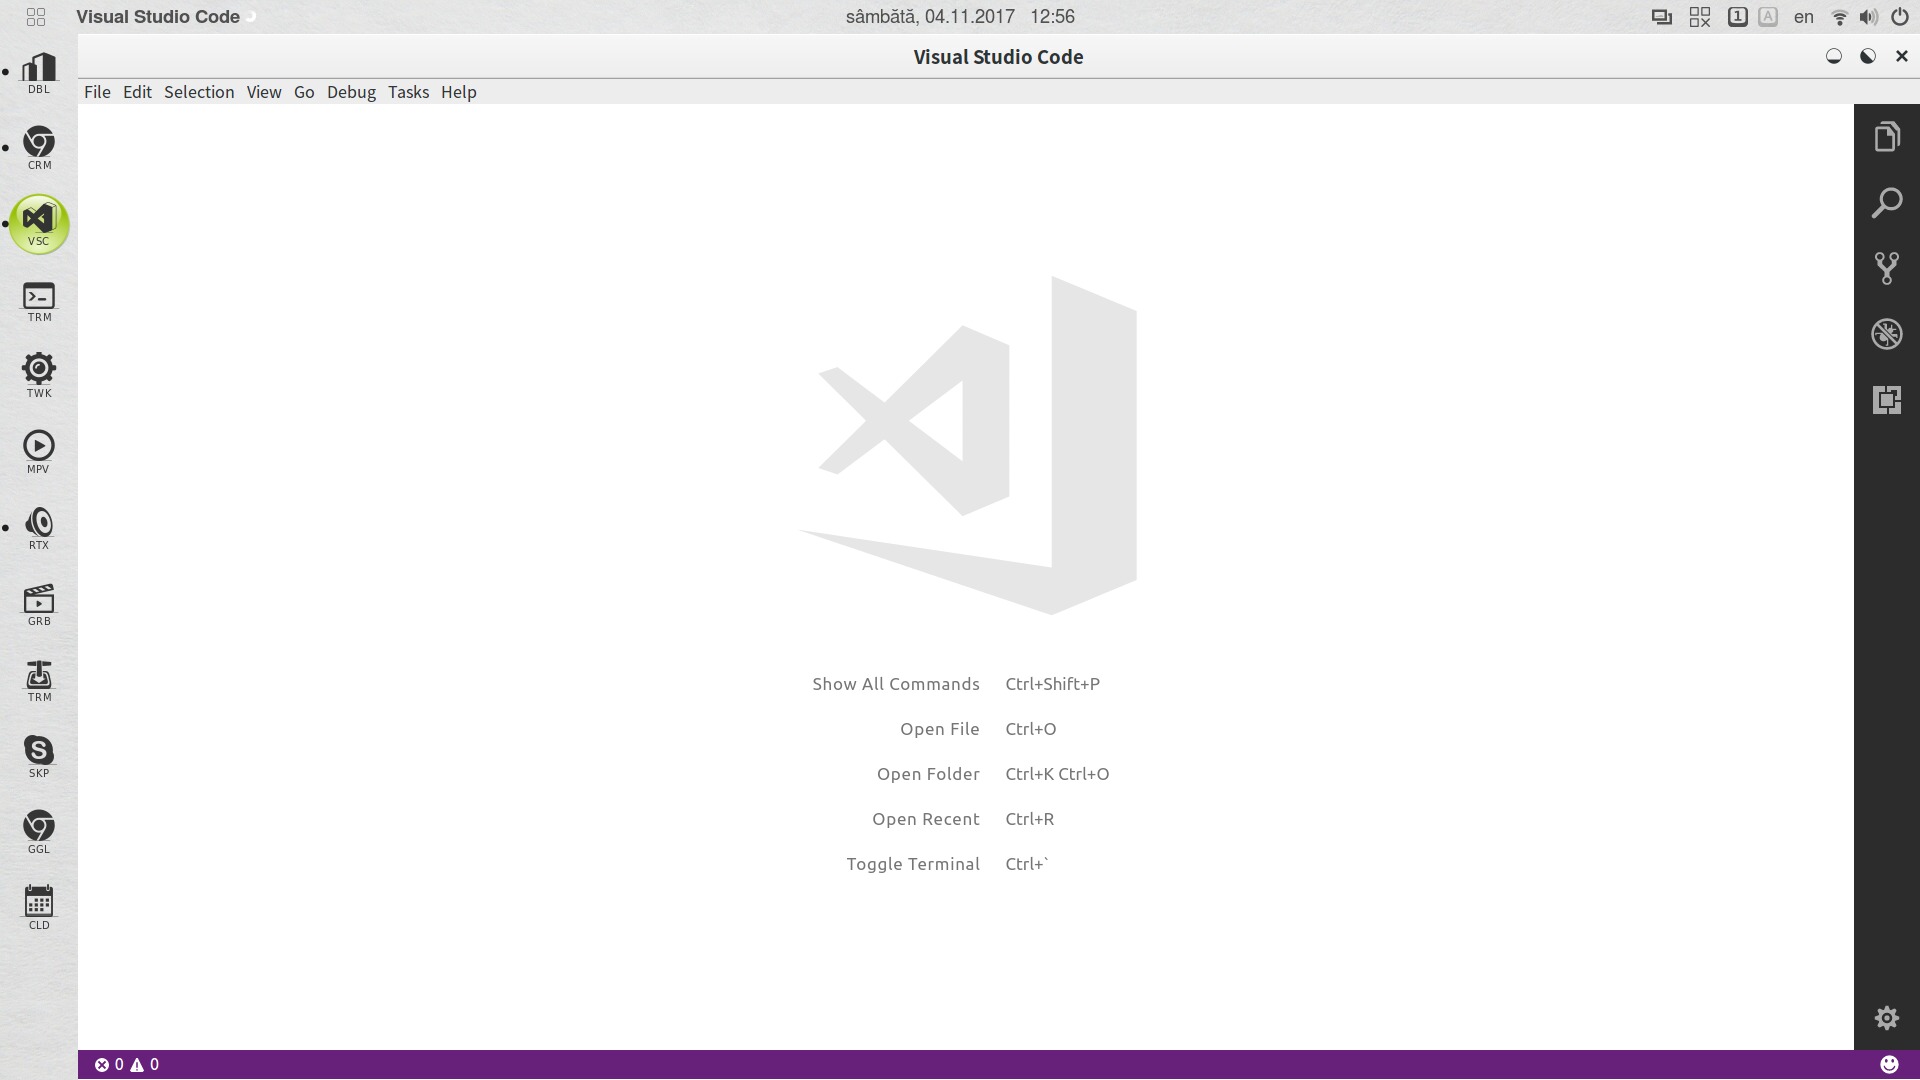 Visual Studio Code
sâmbătă, 04.11.2017 12:56
1 A en
DBL
CRM
VSC
TRM
TWK
MPV
RTX
GRB
TRM
SKP
GGL
CLD
Visual Studio Code
File Edit Selection View Go Debug Tasks Help
Show All Commands Ctrl+Shift+P
Open File Ctrl+O
Open Folder Ctrl+K Ctrl+O
Open Recent Ctrl+R
Toggle Terminal Ctrl+`
0 0